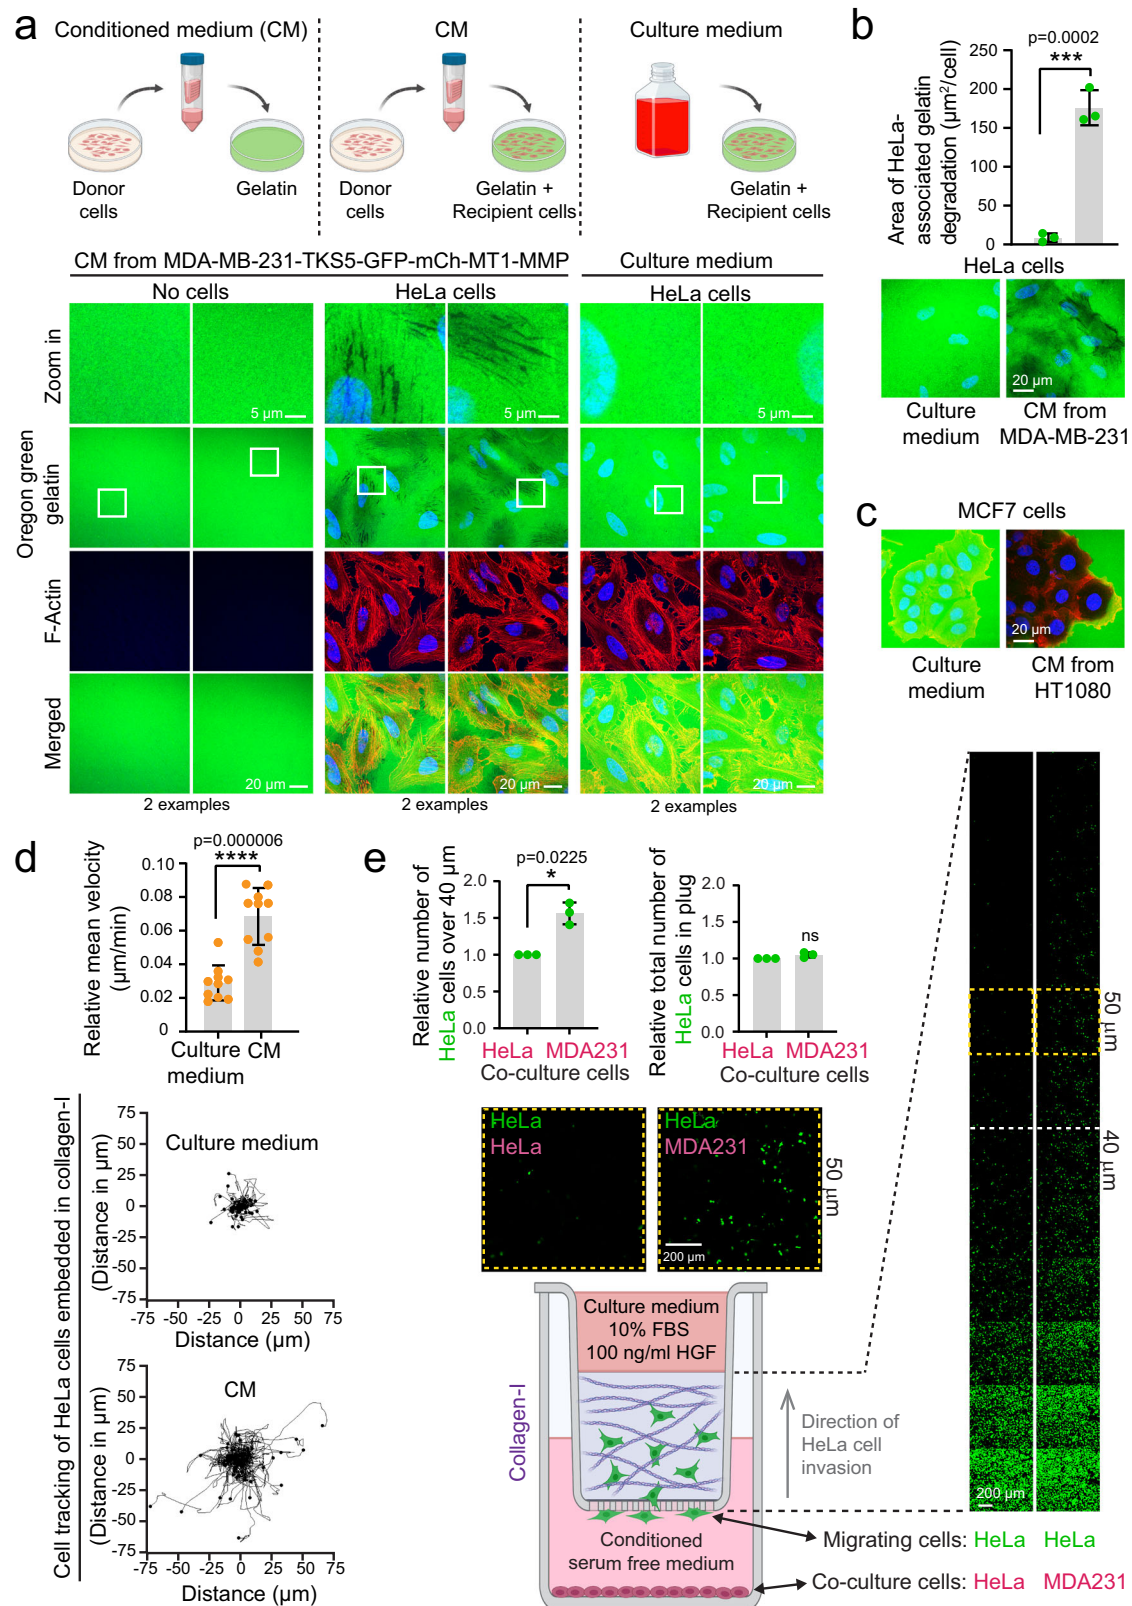 a
Conditioned medium (CM)
CM
Culture medium
Donor
cells
Gelatin
Donor
cells
Gelatin +
Recipient cells
Gelatin +
Recipient cells
CM from MDA-MB-231-TKS5-GFP-mCh-MT1-MMP
Culture medium
No cells
HeLa cells
HeLa cells
Zoom in
5 µm
5 µm
5 µm
Oregon green
gelatin
F-Actin
Merged
20 µm
20 µm
20 µm
2 examples
2 examples
2 examples
b
p=0.0002
***
Area of HeLa-
associated gelatin
degradation (µm²/cell)
250
200
150
100
50
0
HeLa cells
20 µm
Culture
medium
CM from
MDA-MB-231
c
MCF7 cells
20 µm
Culture
medium
CM from
HT1080
d
p=0.000006
****
Relative mean velocity
(µm/min)
0.10
0.08
0.06
0.04
0.02
0
Culture
medium
CM
Cell tracking of HeLa cells embedded in collagen-I
(Distance in µm)
75
50
25
0
-25
-50
-75
Culture medium
-75 -50 -25 0 25 50 75
Distance (µm)
(Distance in µm)
75
50
25
0
-25
-50
-75
CM
-75 -50 -25 0 25 50 75
Distance (µm)
e
Relative number of
HeLa cells over 40 µm
p=0.0225
*
2.0
1.5
1.0
0.5
0.0
HeLa MDA231
Co-culture cells
Relative total number of
HeLa cells in plug
2.0
1.5
1.0
0.5
0.0
ns
HeLa MDA231
Co-culture cells
HeLa
HeLa
HeLa
MDA231
200 µm
50 µm
Culture medium
10% FBS
100 ng/ml HGF
Collagen-I
Direction of
HeLa cell
invasion
Conditioned
serum free medium
50 µm
40 µm
200 µm
Migrating cells: HeLa HeLa
Co-culture cells: HeLa MDA231